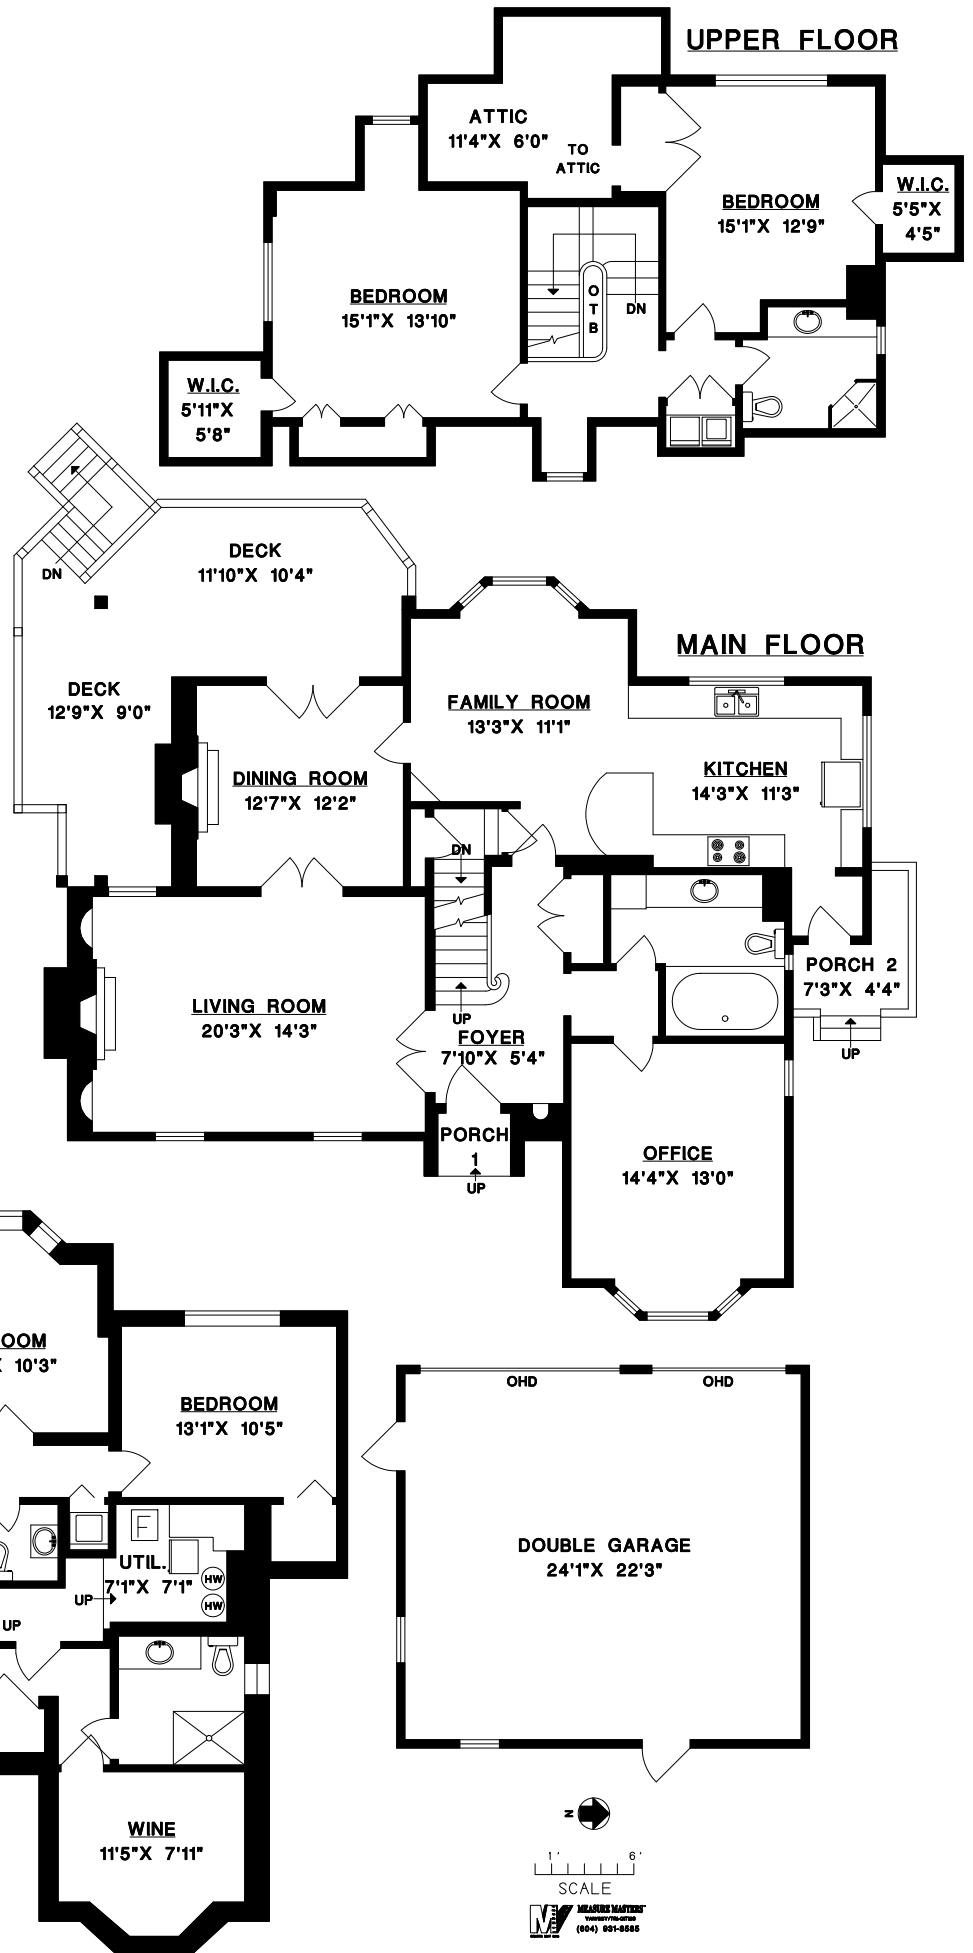 UPPER FLOOR
ATTIC
11'4"X 6'0"
TO
ATTIC
BEDROOM
15'1"X 12'9"
W.I.C.
5'5"X
4'5"
BEDROOM
15'1"X 13'10"
DN
O
T
B
W.I.C.
5'11"X
5'8"
DECK
11'10"X 10'4"
DN
MAIN FLOOR
DECK
12'9"X 9'0"
FAMILY ROOM
13'3"X 11'1"
DINING ROOM
12'7"X 12'2"
KITCHEN
14'3"X 11'3"
DN
LIVING ROOM
20'3"X 14'3"
UP
FOYER
7'10"X 5'4"
PORCH 2
7'3"X 4'4"
UP
PORCH
1
UP
OFFICE
14'4"X 13'0"
OOM
X 10'3"
BEDROOM
13'1"X 10'5"
OHD
OHD
F
UTIL.
7'1"X 7'1"
HW
HW
UP
UP
DOUBLE GARAGE
24'1"X 22'3"
WINE
11'5"X 7'11"
N
1' 6'
SCALE
MEASURE MASTERS
(604) 931-8585